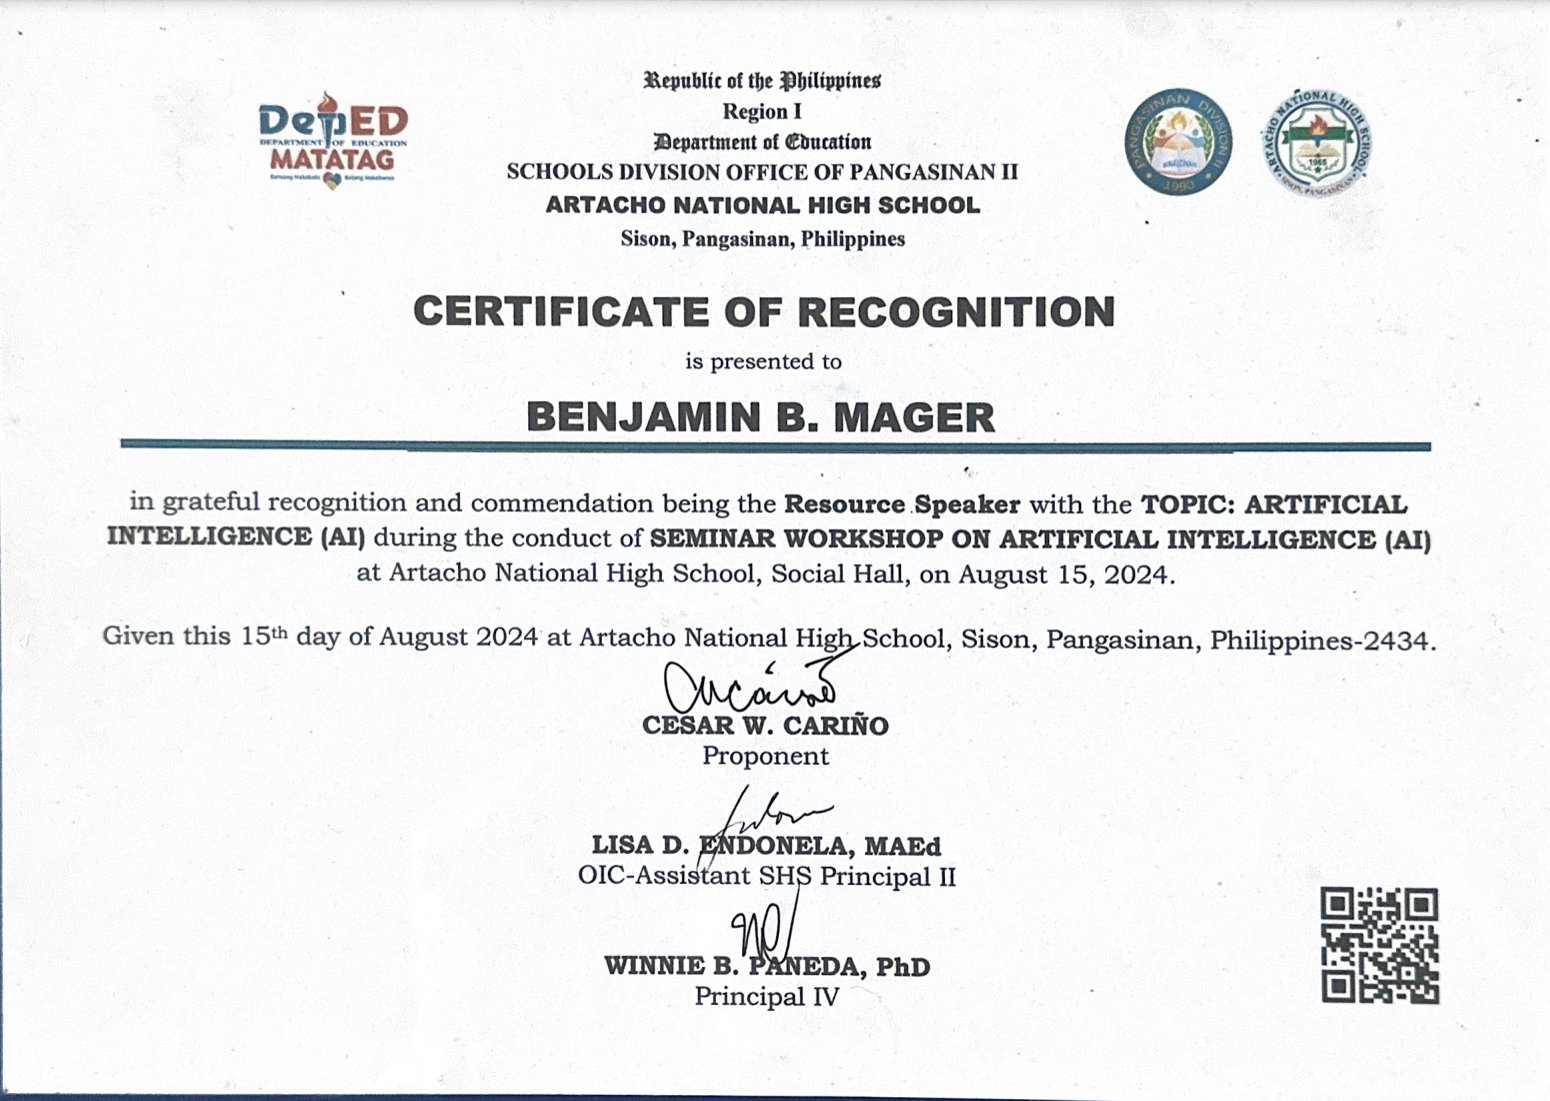 Republic of the Philippines
Region I
Department of Education
SCHOOLS DIVISION OFFICE OF PANGASINAN II
ARTACHO NATIONAL HIGH SCHOOL
Sison, Pangasinan, Philippines
DepED
DEPARTMENT OF EDUCATION
MATATAG
Bansang Makabata Batang Makabansa
PANGASINAN DIVISION II
BINALONAN
1990
ARTACHO NATIONAL HIGH SCHOOL
1965
SISON, PANGASINAN
CERTIFICATE OF RECOGNITION
is presented to
BENJAMIN B. MAGER
in grateful recognition and commendation being the Resource Speaker with the TOPIC: ARTIFICIAL
INTELLIGENCE (AI) during the conduct of SEMINAR WORKSHOP ON ARTIFICIAL INTELLIGENCE (AI)
at Artacho National High School, Social Hall, on August 15, 2024.
Given this 15th day of August 2024 at Artacho National High School, Sison, Pangasinan, Philippines-2434.
CESAR W. CARIÑO
Proponent
LISA D. ENDONELA, MAEd
OIC-Assistant SHS Principal II
WINNIE B. PANEDA, PhD
Principal IV